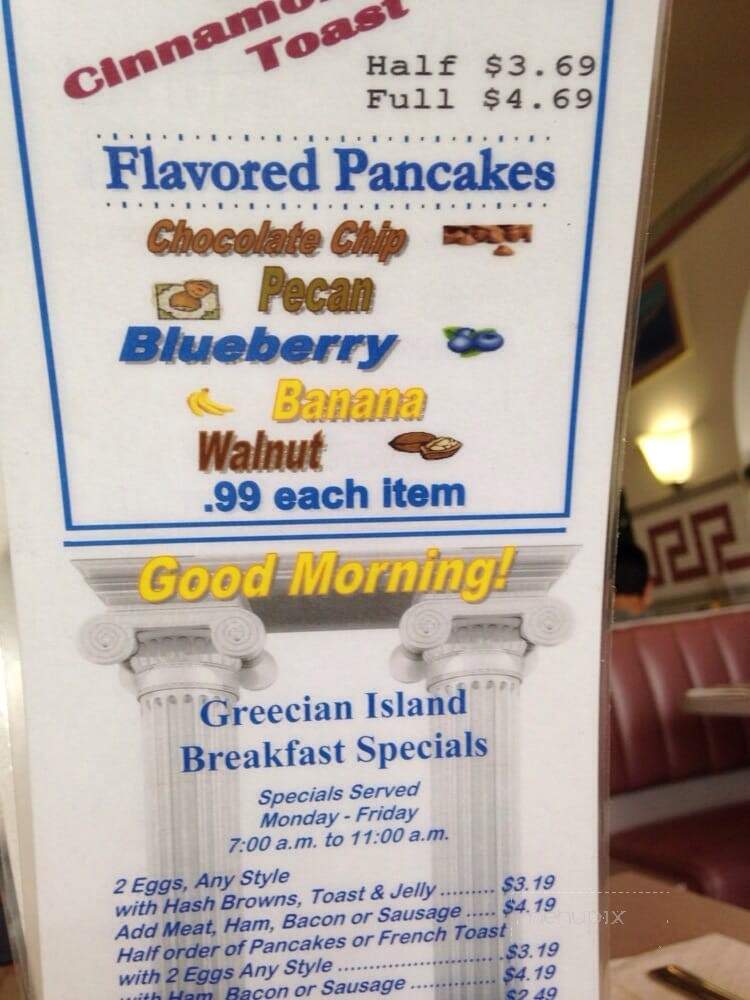 Toast
Half $3.69
Full $4.69
Flavored Pancakes
Chocolate Chip
Pecan
Blueberry
Banana
Walnut
.99 each item
Good Morning!
Greecian Island
Breakfast Specials
Specials Served
Monday - Friday
7:00 a.m. to 11:00 a.m.
2 Eggs, Any Style
with Hash Browns, Toast & Jelly ......... $3.19
Add Meat, Ham, Bacon or Sausage ..... $4.19
Half order of Pancakes or French Toast
with 2 Eggs Any Style ........................ $3.19
with Ham, Bacon or Sausage ............. $4.19
$2.49